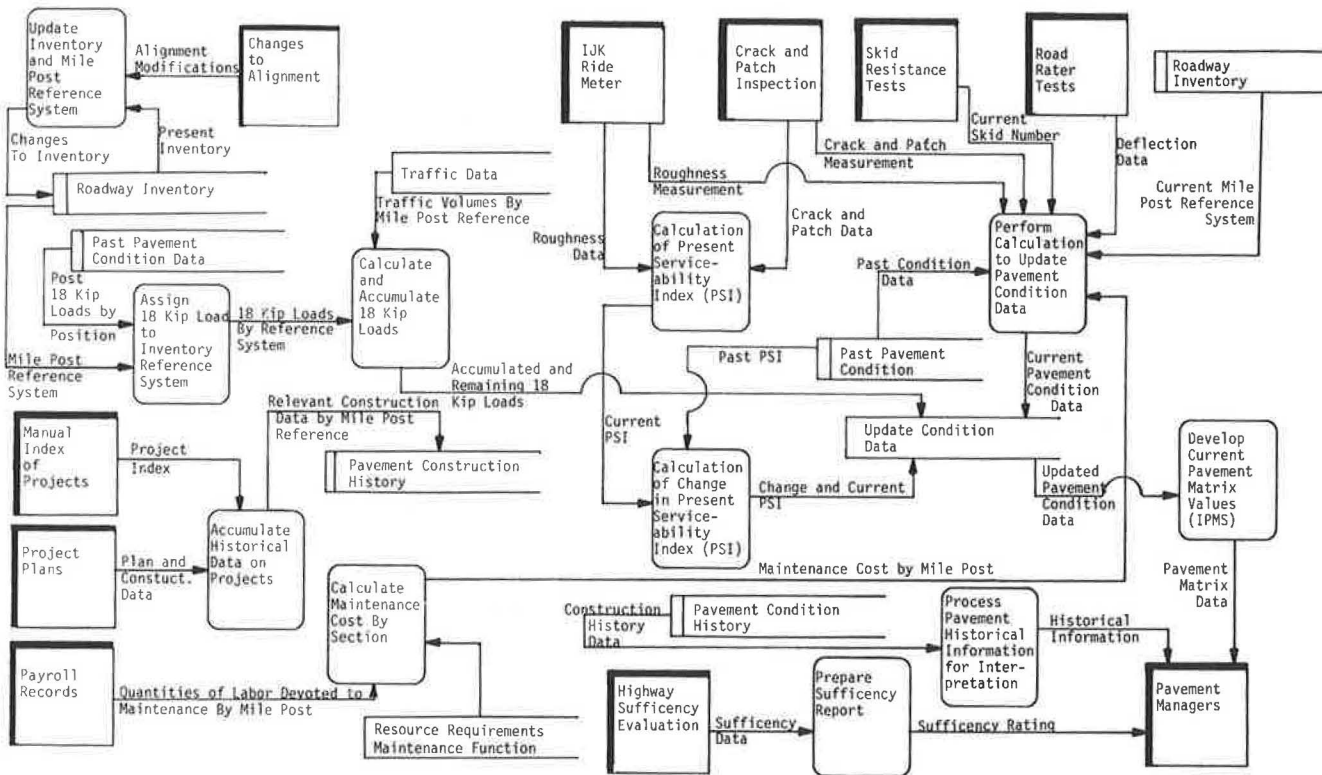 Update
Inventory
and Mile
Post
Reference
System
Alignment
Modifications
Changes
to
Alignment
Changes
To Inventory
Present
Inventory
Roadway Inventory
Past Pavement
Condition Data
Post
18 Kip
Loads by
Position
Mile Post
Reference
System
Assign
18 Kip Load
to
Inventory
Reference
System
18 Kip Loads
By Reference
System
Traffic Data
Traffic Volumes By
Mile Post Reference
Calculate
and
Accumulate
18 Kip
Loads
Accumulated and
Remaining 18
Kip Loads
IJK
Ride
Meter
Crack and
Patch
Inspection
Skid
Resistance
Tests
Road
Rater
Tests
Roadway
Inventory
Current
Skid Number
Crack and Patch
Measurement
Roughness
Measurement
Deflection
Data
Current Mile
Post Reference
System
Roughness
Data
Calculation
of Present
Service-
ability
Index (PSI)
Crack and
Patch Data
Perform
Calculation
to Update
Pavement
Condition
Data
Past Condition
Data
Past PSI
Past Pavement
Condition
Current
Pavement
Condition
Data
Current
PSI
Update Condition
Data
Calculation
of Change
in Present
Service-
ability
Index (PSI)
Change and Current
PSI
Updated
Pavement
Condition
Data
Develop
Current
Pavement
Matrix
Values
(IPMS)
Manual
Index
of
Projects
Project
Index
Relevant Construction
Data by Mile Post
Reference
Pavement Construction
History
Accumulate
Historical
Data on
Projects
Project
Plans
Plan and
Constuct.
Data
Calculate
Maintenance
Cost By
Section
Maintenance Cost by Mile Post
Pavement
Matrix
Data
Construction
History
Data
Pavement Condition
History
Process
Pavement
Historical
Information
for Inter-
pretation
Historical
Information
Payroll
Records
Quantities of Labor Devoted to
Maintenance By Mile Post
Resource Requirements
Maintenance Function
Highway
Sufficency
Evaluation
Sufficency
Data
Prepare
Sufficency
Report
Sufficency Rating
Pavement
Managers